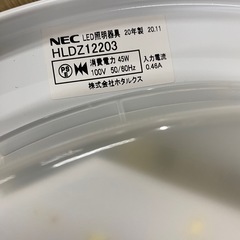 NEC LED照明器具 20年製 20.11
HLDZ12203
消費電力 45W 入力電流
100V 50/60Hz 0.46A
株式会社ホタルクス